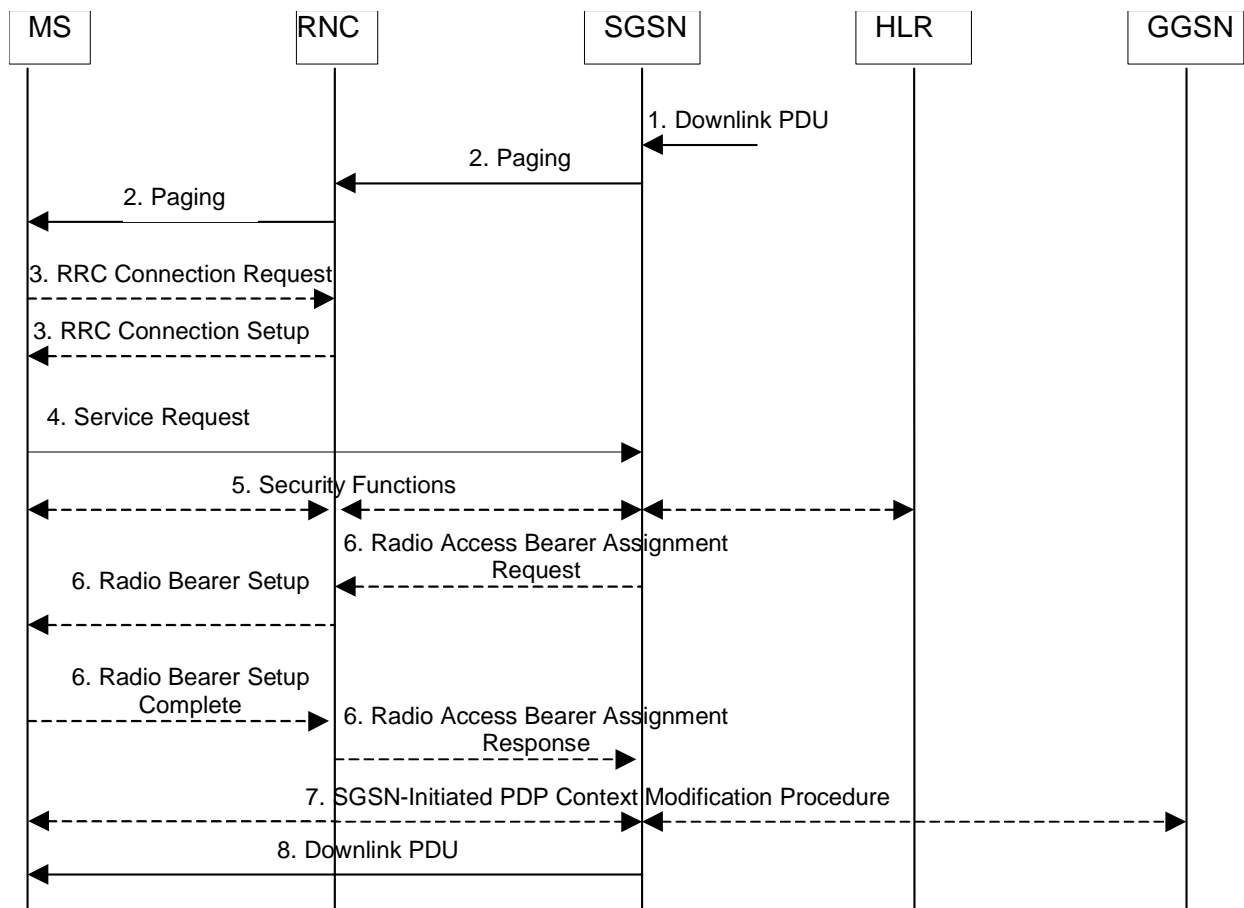 MS RNC SGSN HLR GGSN
1. Downlink PDU
2. Paging
2. Paging
3. RRC Connection Request
3. RRC Connection Setup
4. Service Request
5. Security Functions
6. Radio Access Bearer Assignment
Request
6. Radio Bearer Setup
6. Radio Bearer Setup
Complete
6. Radio Access Bearer Assignment
Response
7. SGSN-Initiated PDP Context Modification Procedure
8. Downlink PDU